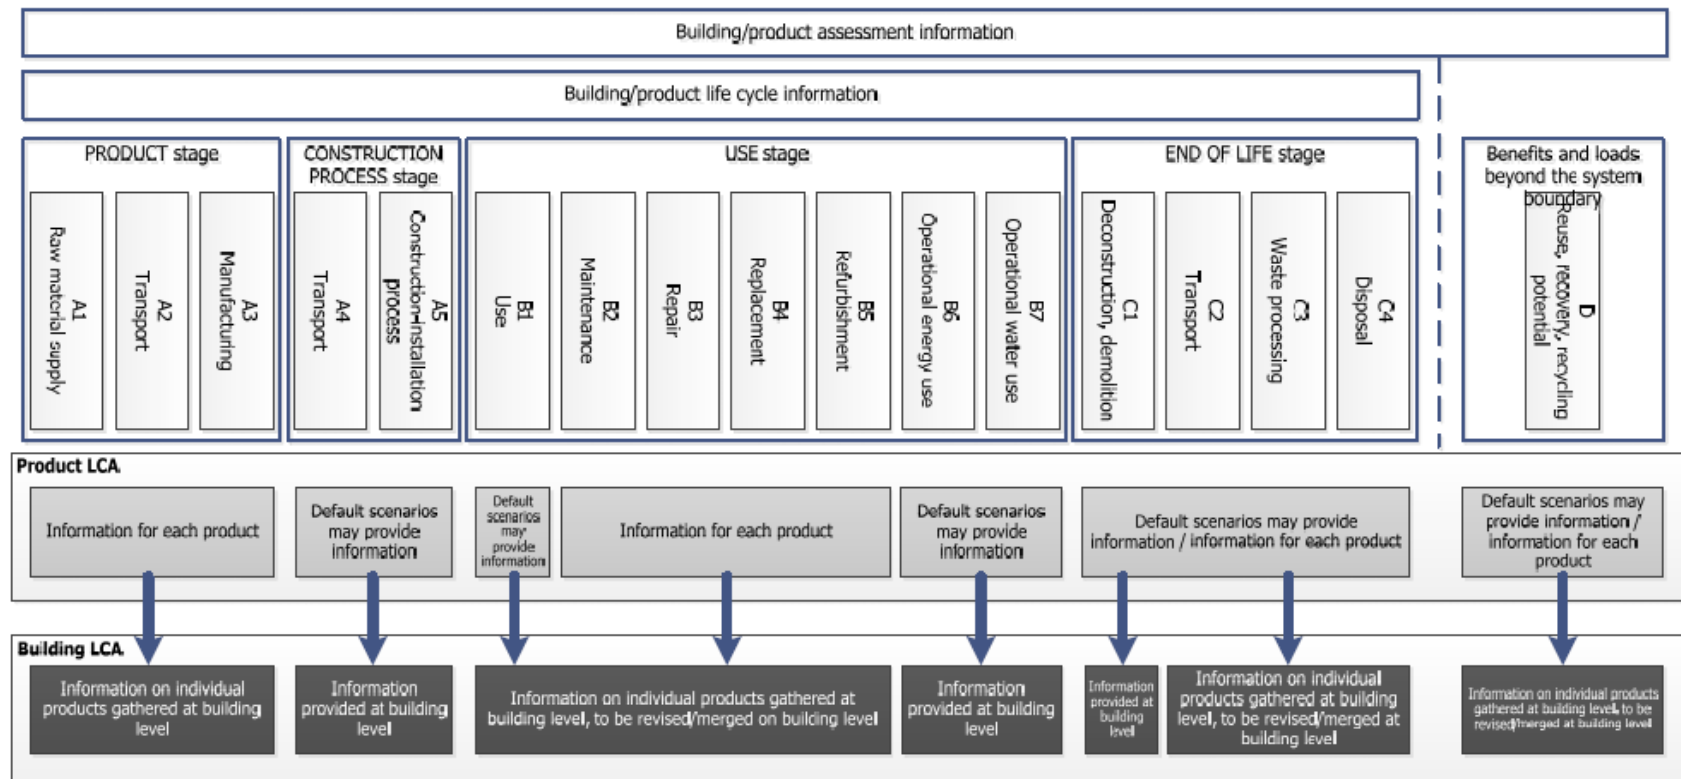 Building/product assessment information
Building/product life cycle information
PRODUCT stage
A1
Raw material supply
A2
Transport
A3
Manufacturing
CONSTRUCTION
PROCESS stage
A4
Transport
A5
Construction-installation
process
USE stage
B1
Use
B2
Maintenance
B3
Repair
B4
Replacement
B5
Refurbishment
B6
Operational energy use
B7
Operational water use
END OF LIFE stage
C1
Deconstruction, demolition
C2
Transport
C3
Waste processing
C4
Disposal
Benefits and loads
beyond the system
boundary
D
Reuse, recovery, recycling
potential
Product LCA
Information for each product
Default scenarios
may provide
information
Default
scenarios
may
provide
information
Information for each product
Default scenarios
may provide
information
Default scenarios may provide
information / information for each product
Default scenarios may
provide information /
information for each
product
Building LCA
Information on individual
products gathered at building
level
Information
provided at building
level
Information on individual products gathered at
building level, to be revised/merged on building level
Information
provided at building
level
Information
provided at
building
level
Information on individual
products gathered at building
level, to be revised/merged at
building level
Information on individual products
gathered at building level, to be
revised/merged at building level